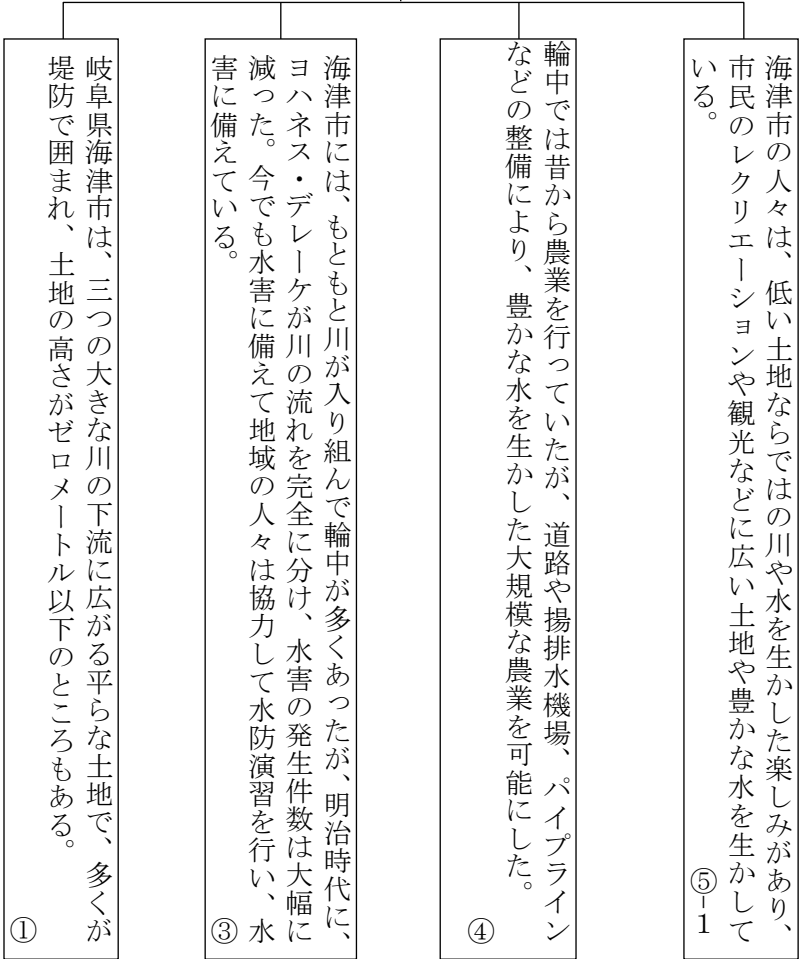 海津市の人々は、低い土地ならではの川や水を生かした楽しみがあり、
市民のレクリエーションや観光などに広い土地や豊かな水を生かして
いる。
⑤-1
輪中では昔から農業を行っていたが、道路や揚排水機場、パイプライン
などの整備により、豊かな水を生かした大規模な農業を可能にした。
④
海津市には、もともと川が入り組んで輪中が多くあったが、明治時代に、
ヨハネス・デレーケが川の流れを完全に分け、水害の発生件数は大幅に
減った。今でも水害に備えて地域の人々は協力して水防演習を行い、水
害に備えている。
③
岐阜県海津市は、三つの大きな川の下流に広がる平らな土地で、多くが
堤防で囲まれ、土地の高さがゼロメートル以下のところもある。
①